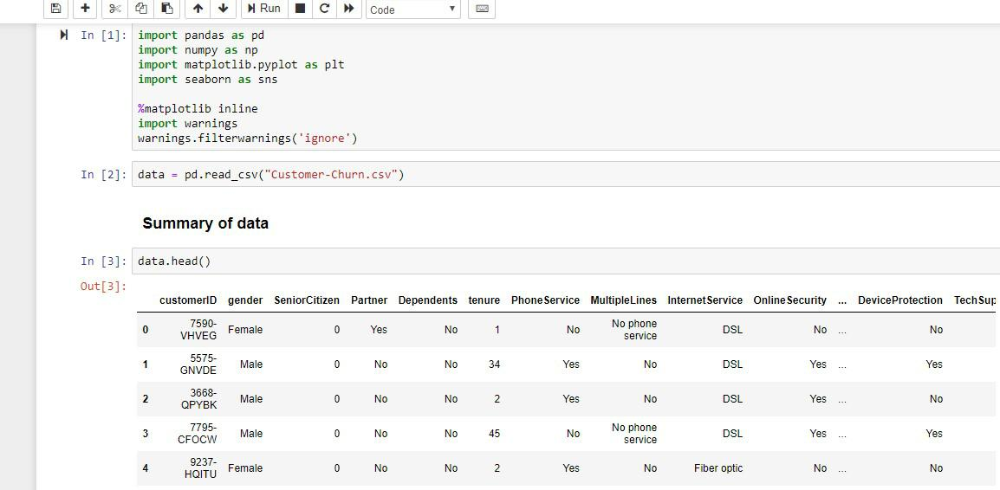 Run
Code
In [1]:
import pandas as pd
import numpy as np
import matplotlib.pyplot as plt
import seaborn as sns
%matplotlib inline
import warnings
warnings.filterwarnings('ignore')
In [2]:
data = pd.read_csv("Customer-Churn.csv")
Summary of data
In [3]:
data.head()
Out[3]:
customerID gender SeniorCitizen Partner Dependents tenure PhoneService MultipleLines InternetService OnlineSecurity ... DeviceProtection TechSup
0 7590-VHVEG Female 0 Yes No 1 No No phone service DSL No ... No
1 5575-GNVDE Male 0 No No 34 Yes No DSL Yes ... Yes
2 3668-QPYBK Male 0 No No 2 Yes No DSL Yes ... No
3 7795-CFOCW Male 0 No No 45 No No phone service DSL Yes ... Yes
4 9237-HQITU Female 0 No No 2 Yes No Fiber optic No ... No